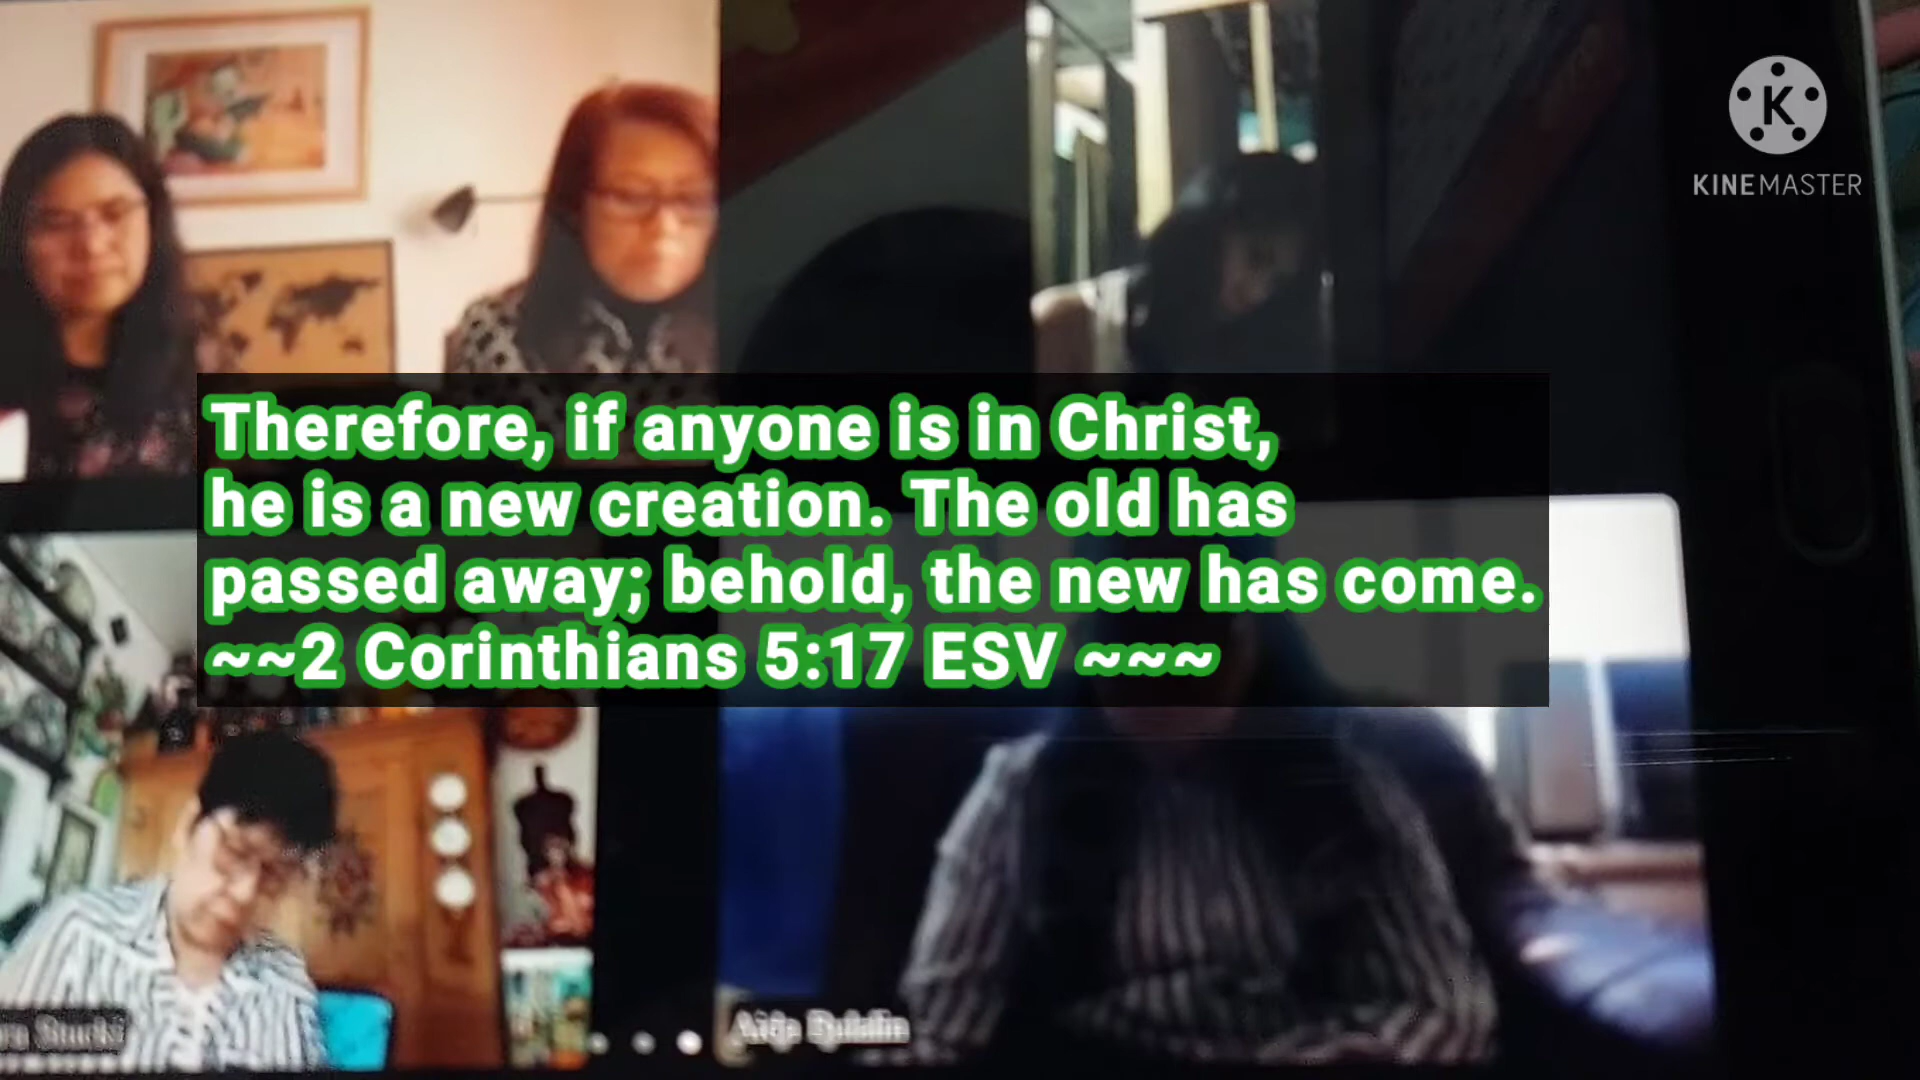 KINEMASTER
Therefore, if anyone is in Christ,
he is a new creation. The old has
passed away; behold, the new has come.
~~2 Corinthians 5:17 ESV ~~~